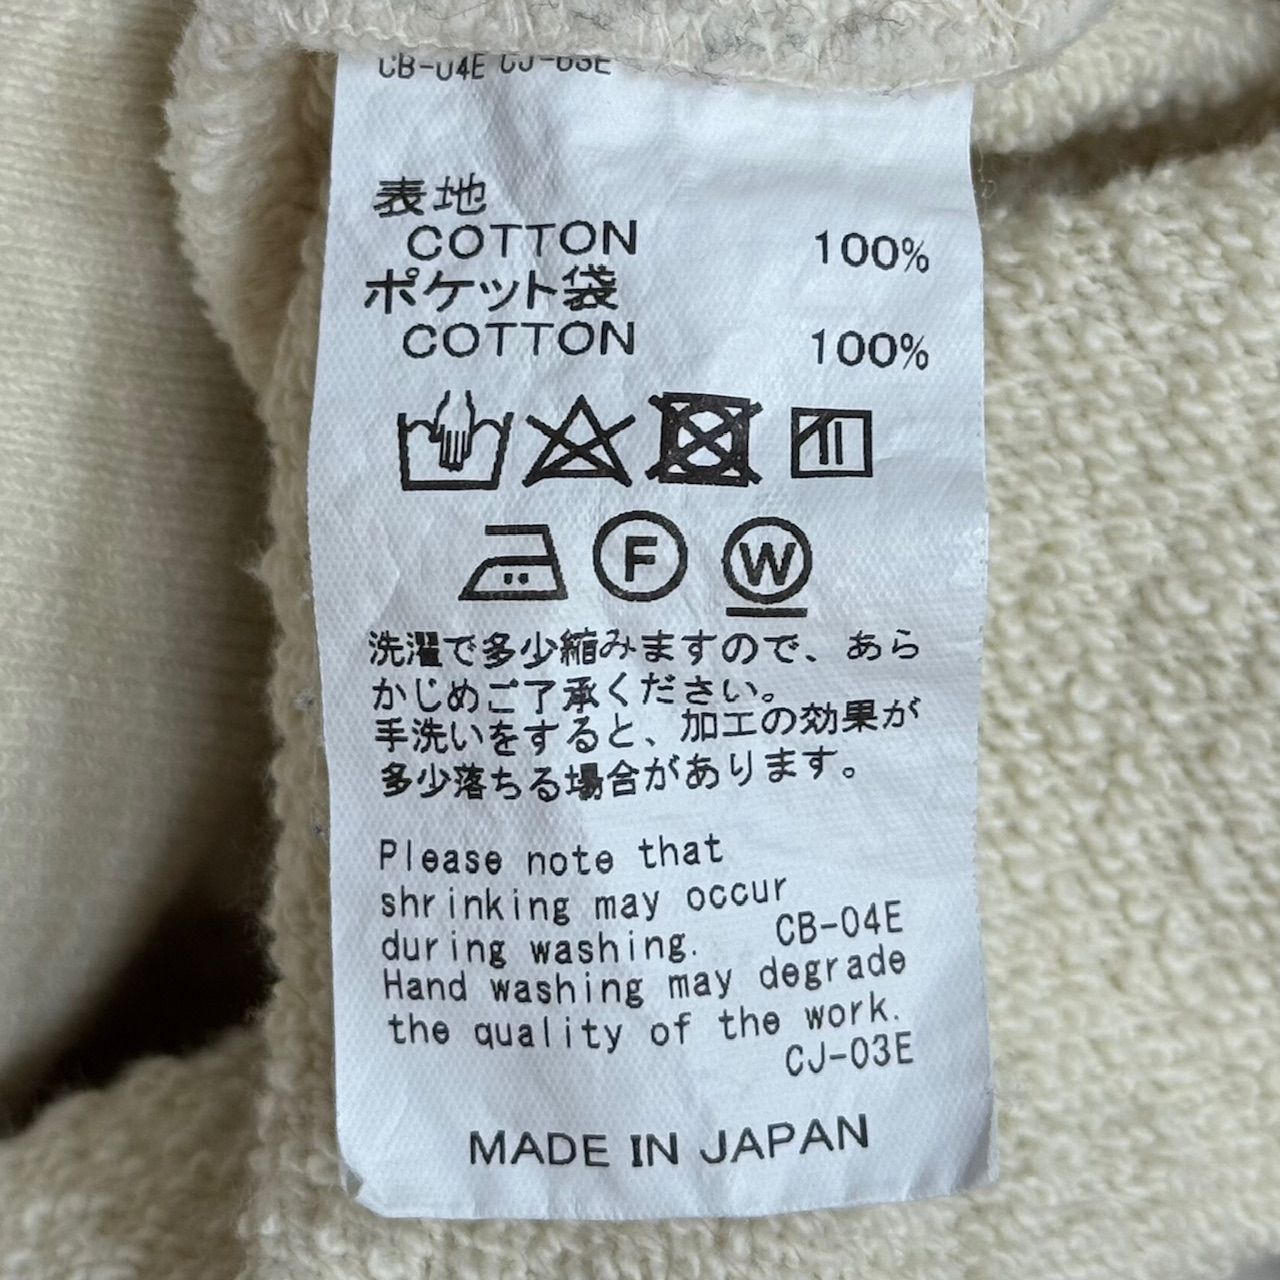 CB-04E CJ-03E
表地
COTTON 100%
ポケット袋
COTTON 100%
F W
洗濯で多少縮みますので、あら
かじめご了承ください。
手洗いをすると、加工の効果が
多少落ちる場合があります。
Please note that
shrinking may occur
during washing. CB-04E
Hand washing may degrade
the quality of the work.
CJ-03E
MADE IN JAPAN